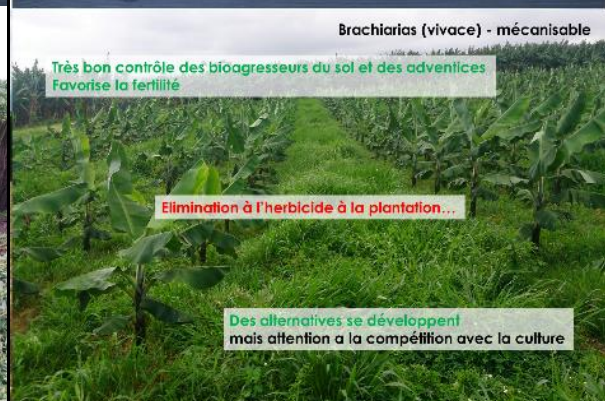 Brachiarias (vivace) - mécanisable
Très bon contrôle des bioagresseurs du sol et des adventices
Favorise la fertilité
Elimination à l'herbicide à la plantation...
Des alternatives se développent
mais attention a la compétition avec la culture